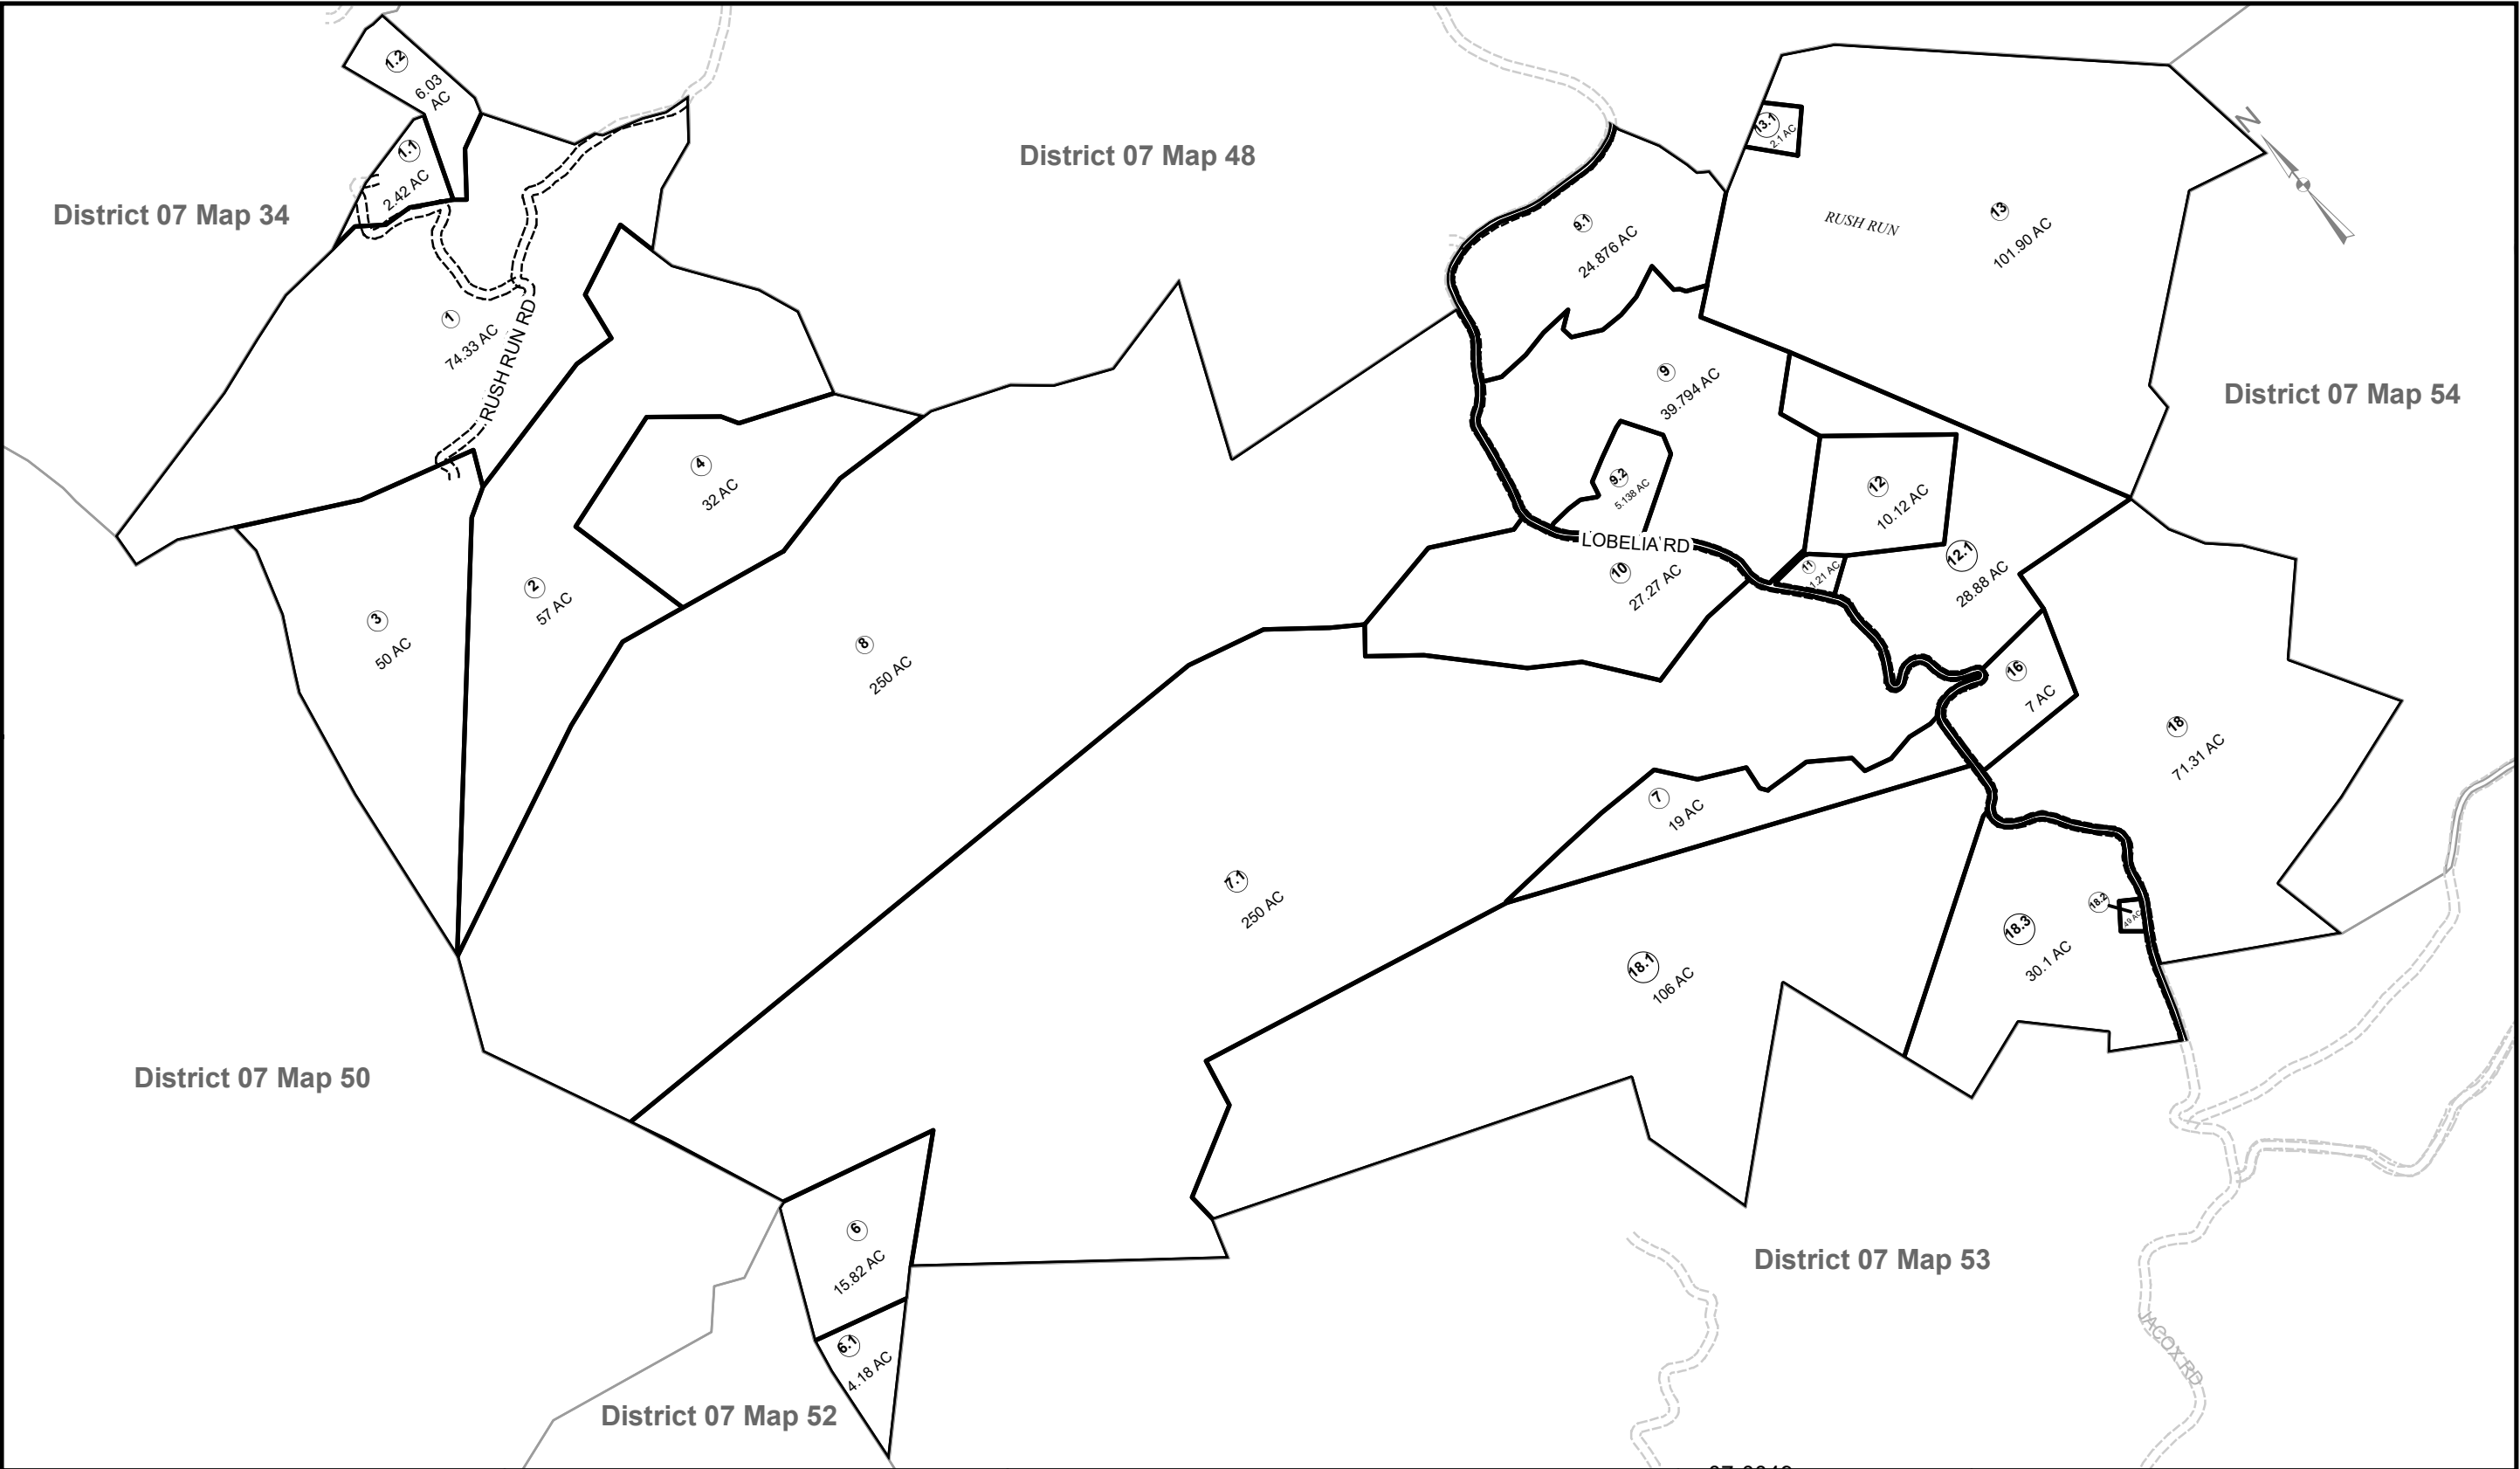 1.2
6.03
AC
1.1
2.42 AC
District 07 Map 34
District 07 Map 48
13.1
2.1 AC
N
9.1
24.876 AC
RUSH RUN
13
101.90 AC
1
74.33 AC
RUSH RUN RD
9
39.794 AC
District 07 Map 54
4
32 AC
9.2
5.138 AC
12
10.12 AC
LOBELIA RD
10
27.27 AC
11
1.21 AC
12.1
28.88 AC
2
57 AC
3
50 AC
8
250 AC
16
7 AC
18
71.31 AC
7
19 AC
7.1
250 AC
18.2
.49 AC
18.3
30.1 AC
18.1
106 AC
District 07 Map 50
6
15.82 AC
District 07 Map 53
6.1
4.18 AC
JACOX RD
District 07 Map 52